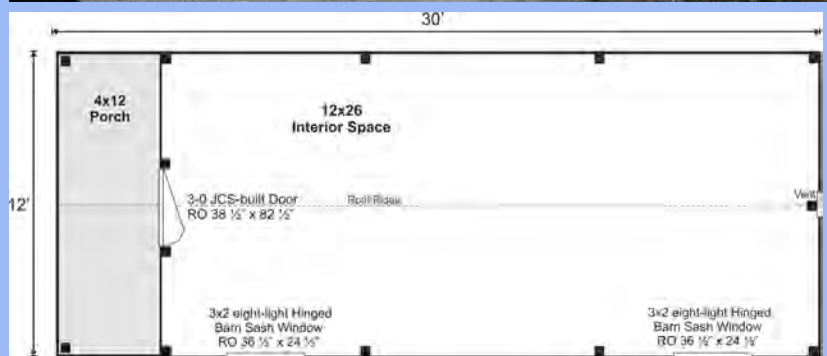 30'
4x12
Porch
12x26
Interior Space
12'
3-0 JCS-built Door
RO 38 ½" x 82 ½"
Roof Ridge
Vent
3x2 eight-light Hinged
Barn Sash Window
RO 36 ½" x 24 ½"
3x2 eight-light Hinged
Barn Sash Window
RO 36 ½" x 24 ½"